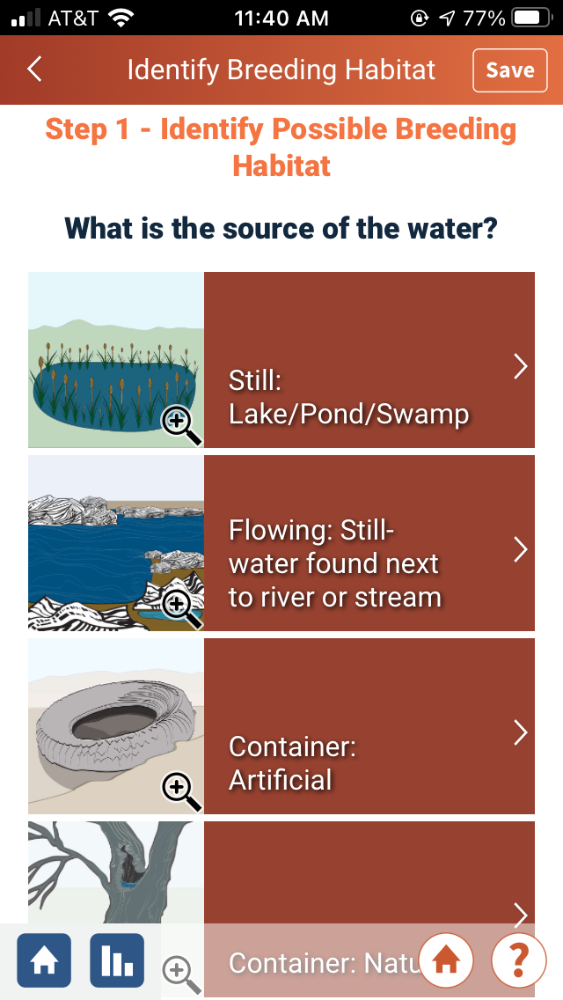 AT&T 11:40 AM 77%
Identify Breeding Habitat Save
Step 1 - Identify Possible Breeding
Habitat
What is the source of the water?
Still:
Lake/Pond/Swamp
Flowing: Still-
water found next
to river or stream
Container:
Artificial
Container: Natu
?